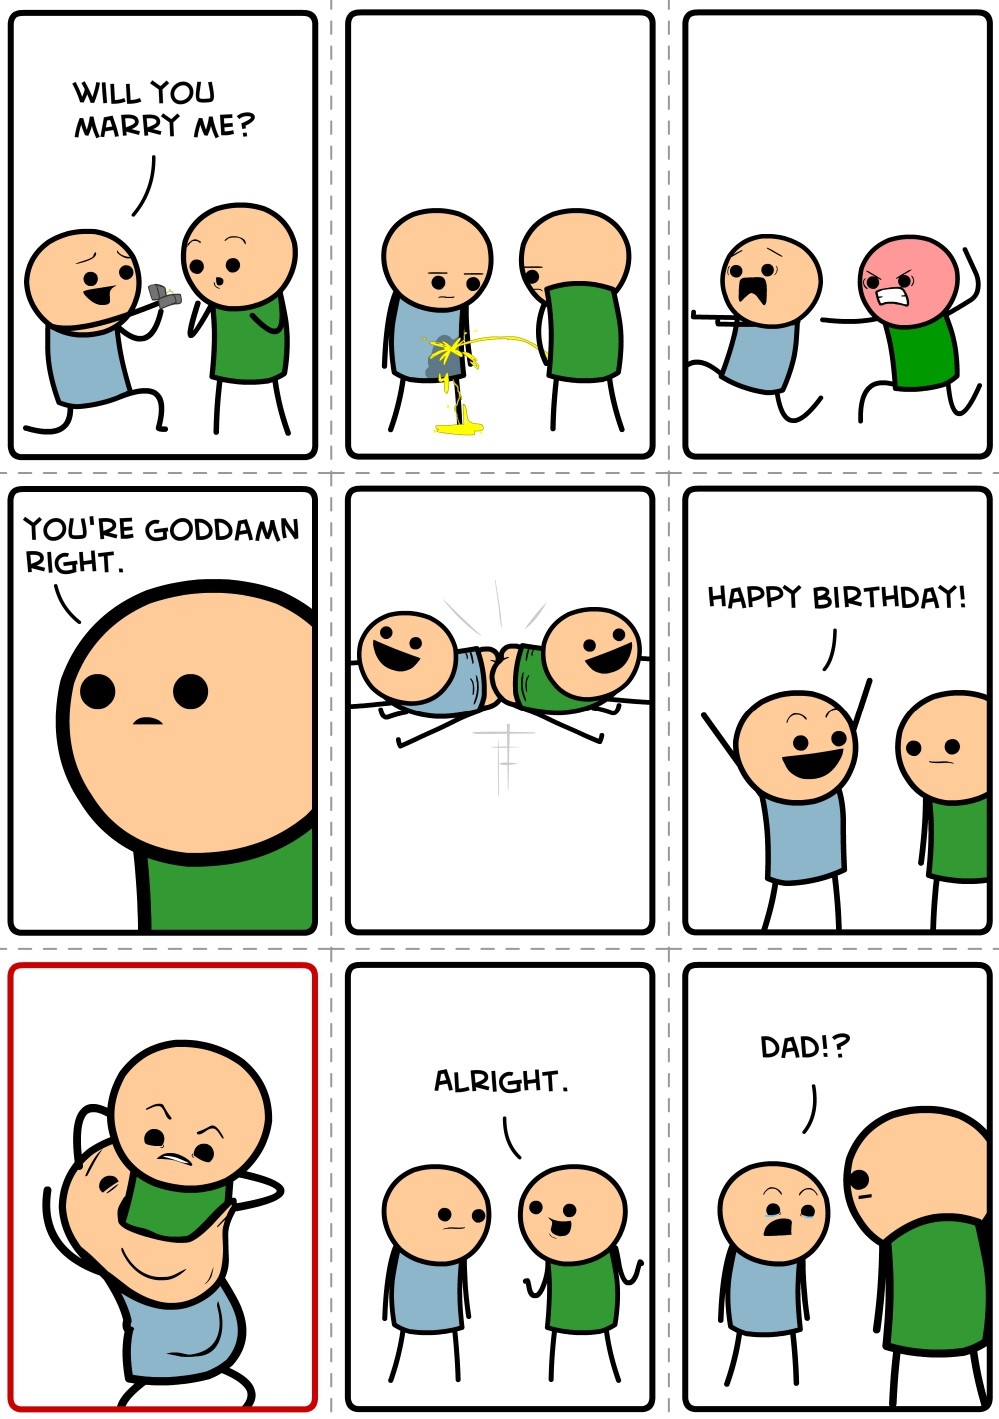 WILL YOU
MARRY ME?
YOU'RE GODDAMN
RIGHT.
HAPPY BIRTHDAY!
ALRIGHT.
DAD!?